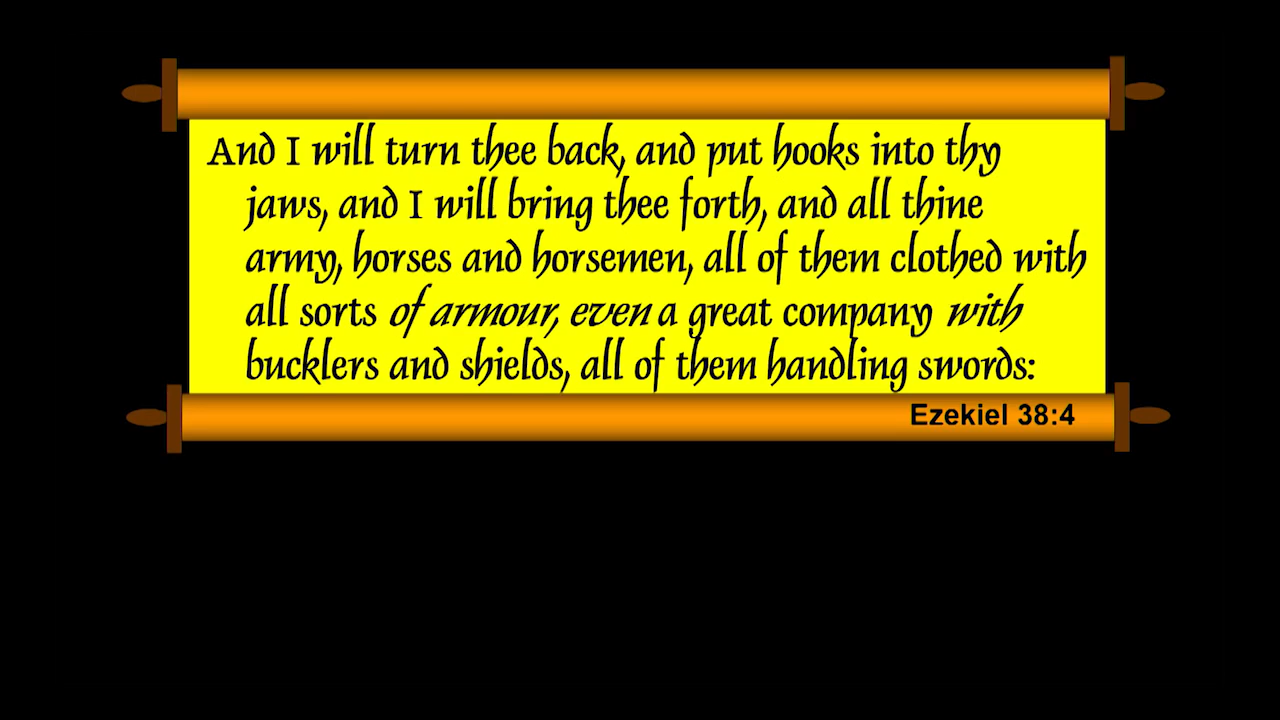 And I will turn thee back, and put hooks into thy
jaws, and I will bring thee forth, and all thine
army, horses and horsemen, all of them clothed with
all sorts of armour, even a great company with
bucklers and shields, all of them handling swords:
Ezekiel 38:4